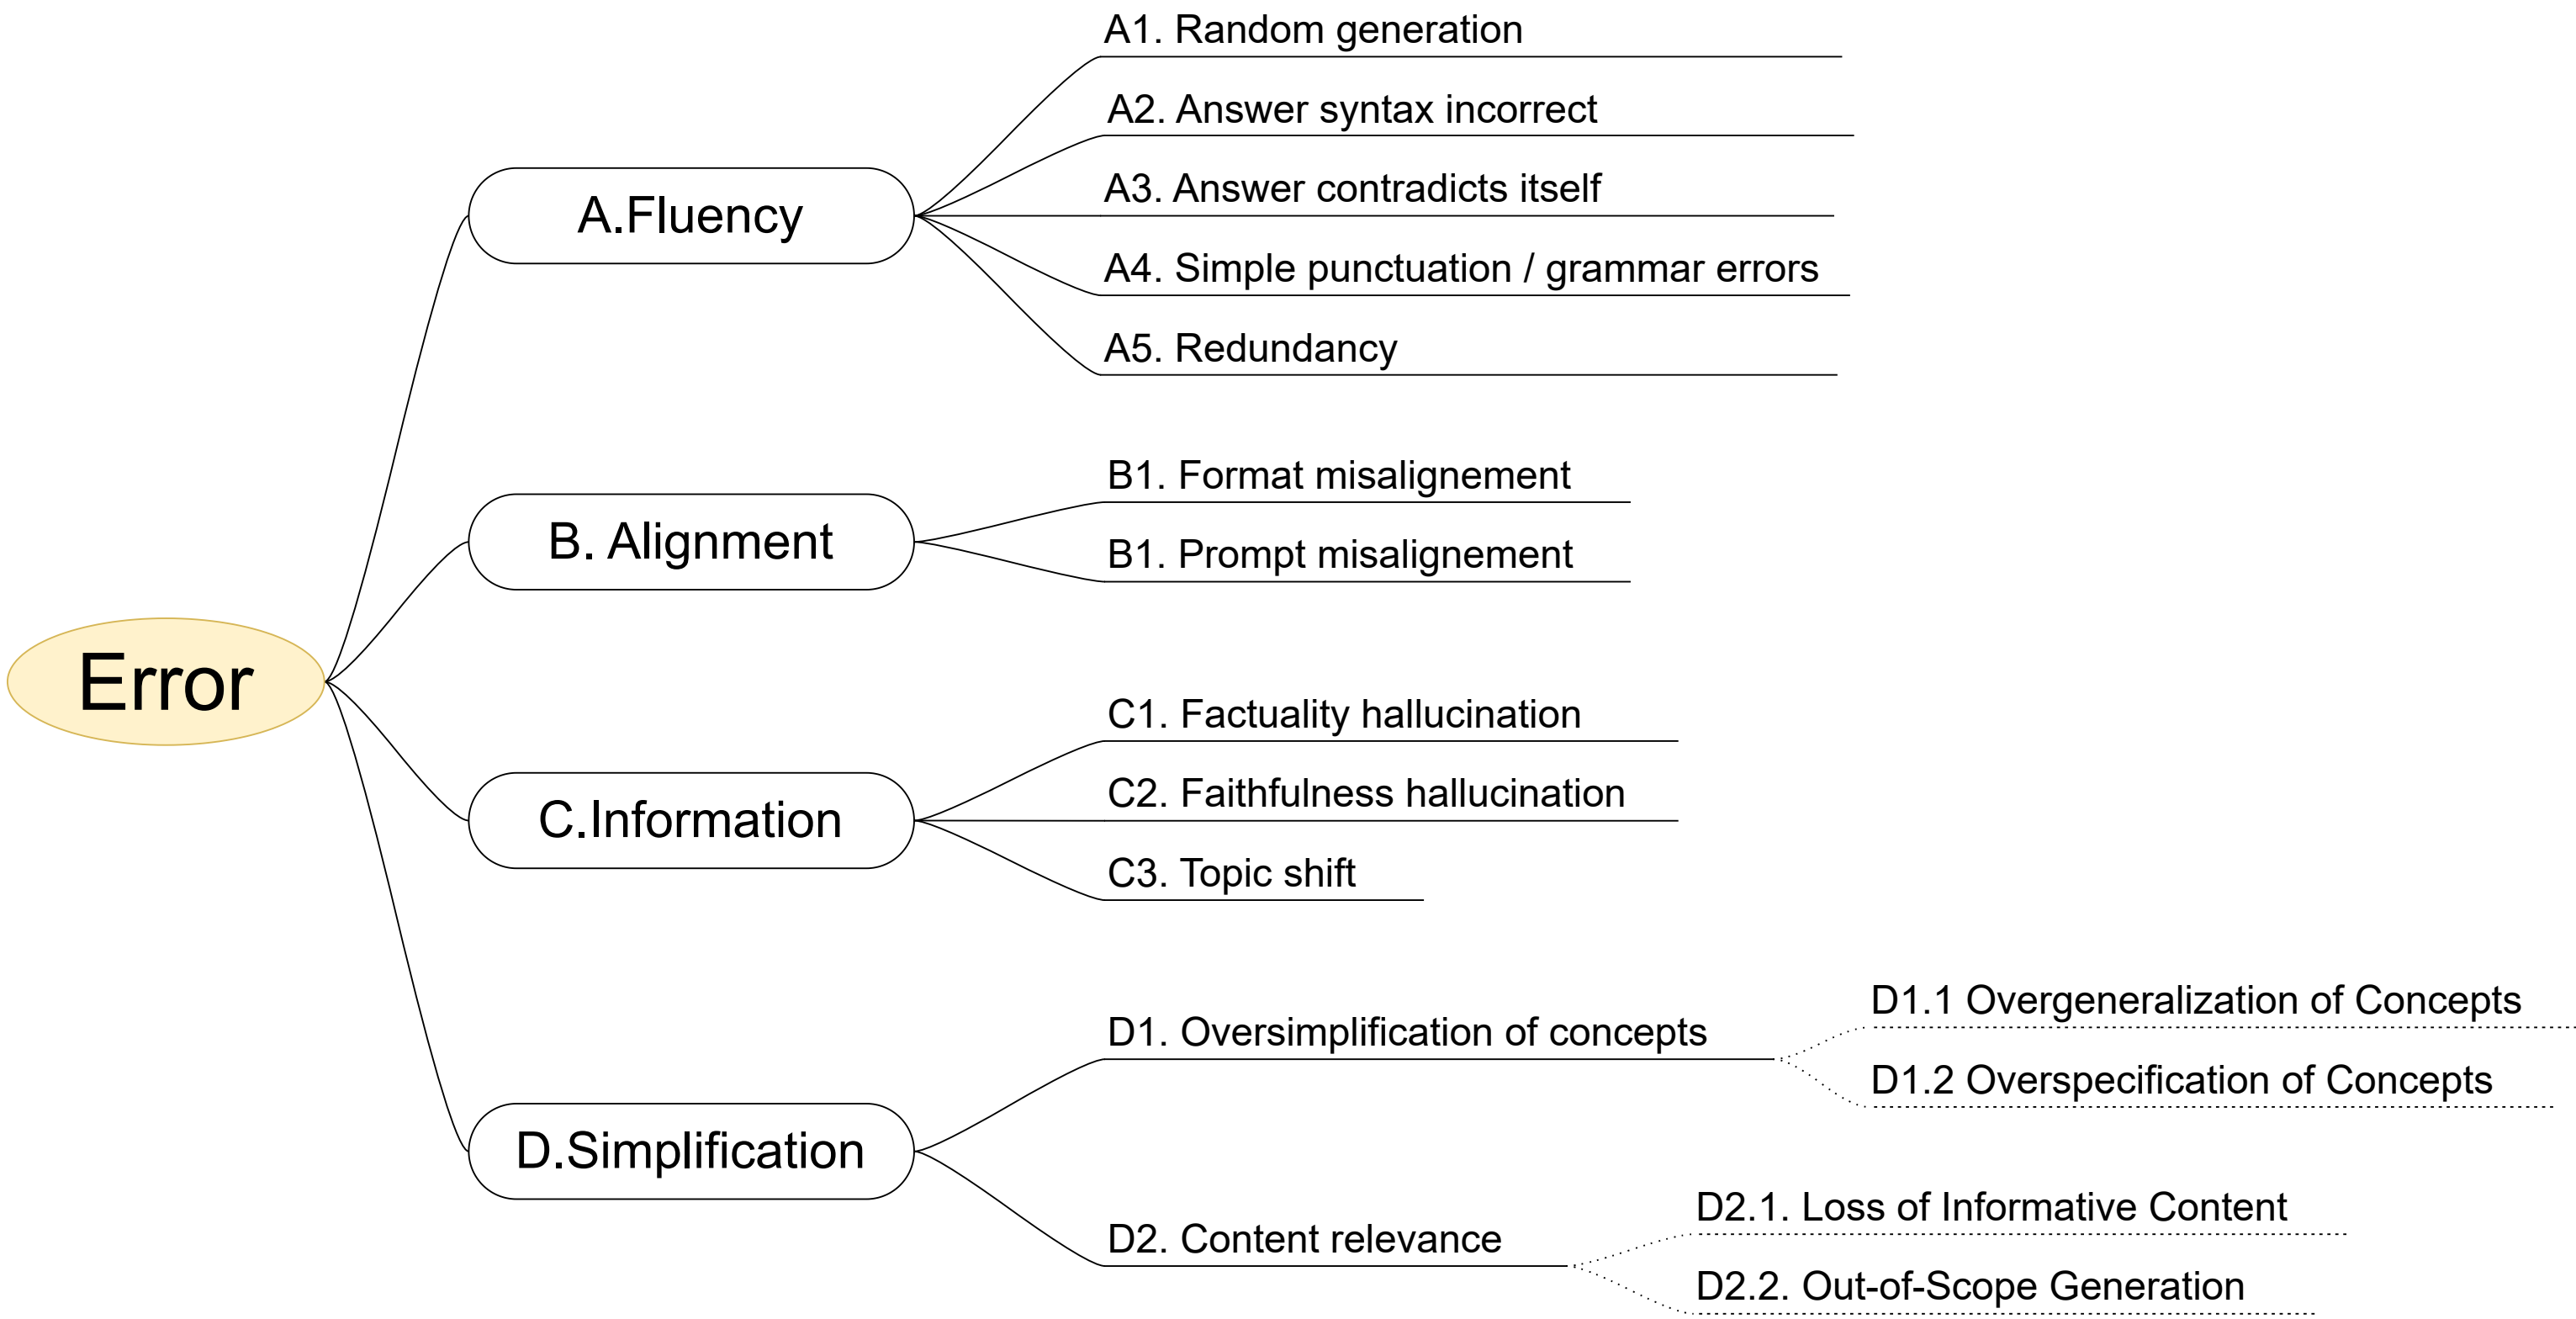 Error
A.Fluency
A1. Random generation
A2. Answer syntax incorrect
A3. Answer contradicts itself
A4. Simple punctuation / grammar errors
A5. Redundancy
B. Alignment
B1. Format misalignement
B1. Prompt misalignement
C.Information
C1. Factuality hallucination
C2. Faithfulness hallucination
C3. Topic shift
D.Simplification
D1. Oversimplification of concepts
D1.1 Overgeneralization of Concepts
D1.2 Overspecification of Concepts
D2. Content relevance
D2.1. Loss of Informative Content
D2.2. Out-of-Scope Generation